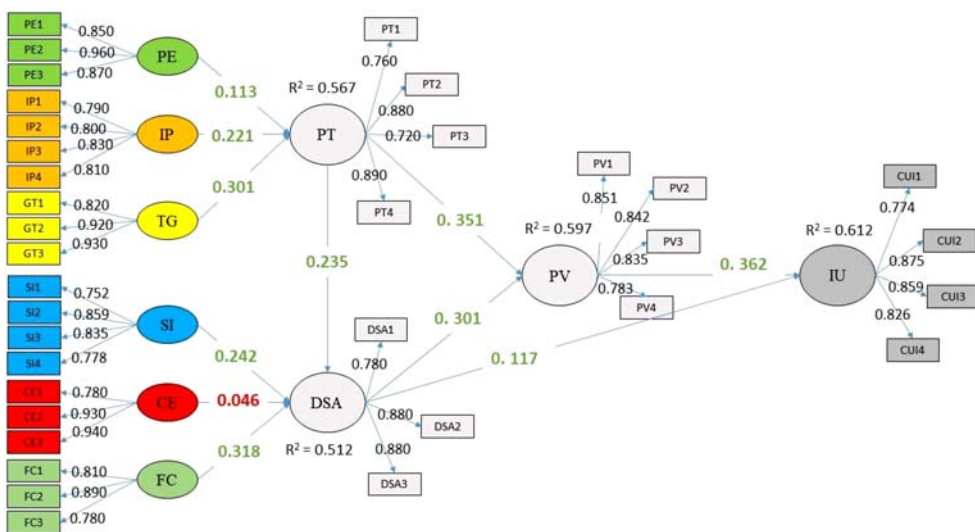 PE1
0.850
PE2
0.960
PE3
0.870
PE
0.113
IP1
0.790
IP2
0.800
IP3
0.830
IP4
0.810
IP
0.221
GT1
0.820
GT2
0.920
GT3
0.930
TG
0.301
SI1
0.752
SI2
0.859
SI3
0.835
SI4
0.778
SI
0.242
CE1
0.780
CE2
0.930
CE3
0.940
CE
0.046
FC1
0.810
FC2
0.890
FC3
0.780
FC
0.318
R² = 0.567
PT
PT1
0.760
PT2
0.880
PT3
0.720
PT4
0.890
0.235
0. 351
DSA
R² = 0.512
DSA1
0.780
DSA2
0.880
DSA3
0.880
0. 301
0. 117
R² = 0.597
PV
PV1
0.851
PV2
0.842
PV3
0.835
PV4
0.783
0. 362
R² = 0.612
IU
CUI1
0.774
CUI2
0.875
CUI3
0.859
CUI4
0.826